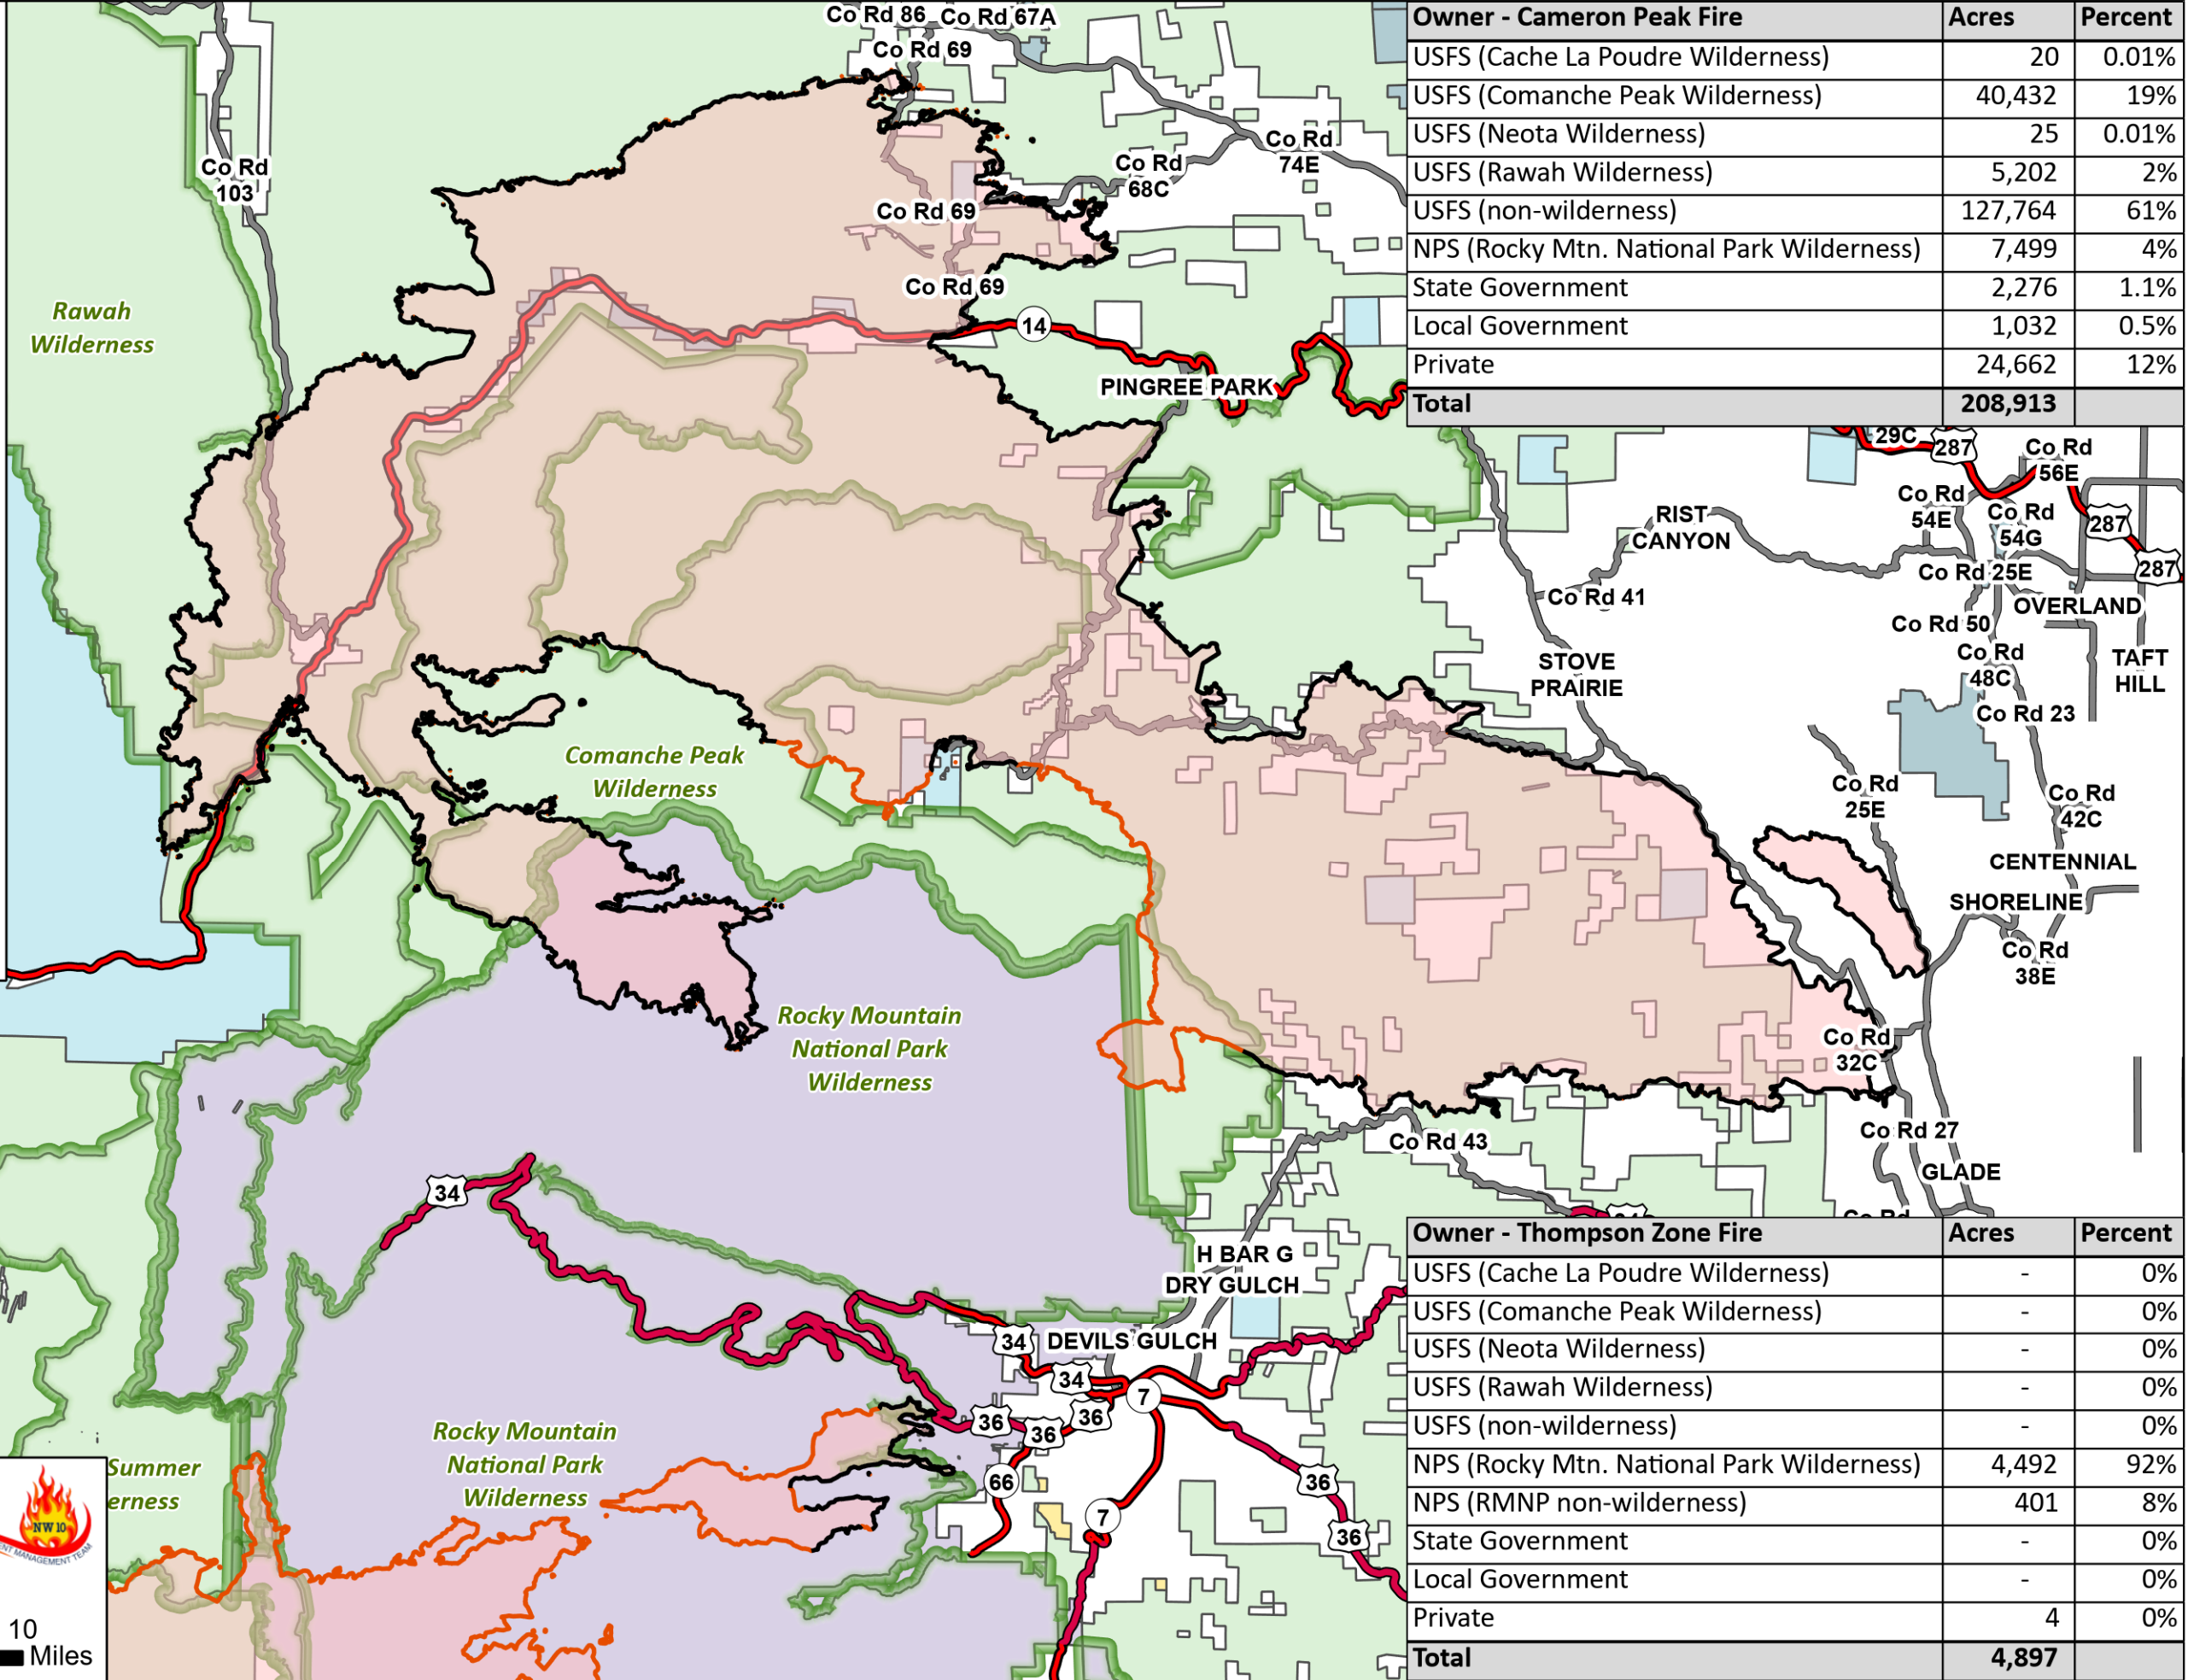 Co Rd 86 Co Rd 67A
Co Rd 69
Co Rd
103
Co Rd
74E
Co Rd
68C
Co Rd 69
Co Rd 69
14
PINGREE PARK
Rawah
Wilderness
Owner - Cameron Peak Fire Acres Percent
USFS (Cache La Poudre Wilderness) 20 0.01%
USFS (Comanche Peak Wilderness) 40,432 19%
USFS (Neota Wilderness) 25 0.01%
USFS (Rawah Wilderness) 5,202 2%
USFS (non-wilderness) 127,764 61%
NPS (Rocky Mtn. National Park Wilderness) 7,499 4%
State Government 2,276 1.1%
Local Government 1,032 0.5%
Private 24,662 12%
Total 208,913
29C
287
Co Rd
56E
Co Rd
54E
287
Co Rd
54G
RIST
CANYON
287
Co Rd 25E
Co Rd 41
OVERLAND
Co Rd 50
Co Rd
48C
TAFT
HILL
STOVE
PRAIRIE
Co Rd 23
Comanche Peak
Wilderness
Co Rd
25E
Co Rd
42C
CENTENNIAL
SHORELINE
Co Rd
38E
Rocky Mountain
National Park
Wilderness
Co Rd
32C
Co Rd 43
Co Rd 27
GLADE
34
H BAR G
DRY GULCH
34
DEVILS GULCH
34
7
36
36
36
66
36
7
36
Rocky Mountain
National Park
Wilderness
Summer
erness
NW 10
ENT MANAGEMENT TEAM
10
Miles
Owner - Thompson Zone Fire Acres Percent
USFS (Cache La Poudre Wilderness) - 0%
USFS (Comanche Peak Wilderness) - 0%
USFS (Neota Wilderness) - 0%
USFS (Rawah Wilderness) - 0%
USFS (non-wilderness) - 0%
NPS (Rocky Mtn. National Park Wilderness) 4,492 92%
NPS (RMNP non-wilderness) 401 8%
State Government - 0%
Local Government - 0%
Private 4 0%
Total 4,897